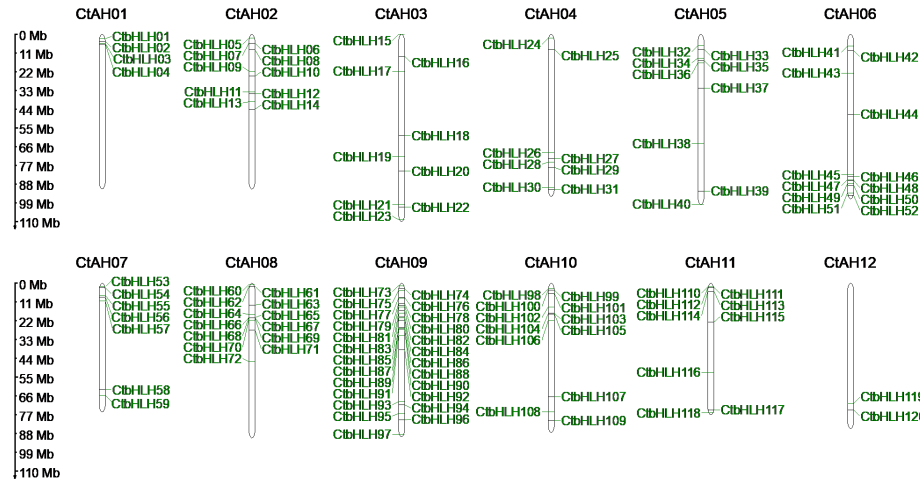 CtAH01 CtAH02 CtAH03 CtAH04 CtAH05 CtAH06
0 Mb
11 Mb
22 Mb
33 Mb
44 Mb
55 Mb
66 Mb
77 Mb
88 Mb
99 Mb
110 Mb
CtbHLH01
CtbHLH02
CtbHLH03
CtbHLH04
CtbHLH05
CtbHLH06
CtbHLH07
CtbHLH08
CtbHLH09
CtbHLH10
CtbHLH11
CtbHLH12
CtbHLH13
CtbHLH14
CtbHLH15
CtbHLH16
CtbHLH17
CtbHLH18
CtbHLH19
CtbHLH20
CtbHLH21
CtbHLH22
CtbHLH23
CtbHLH24
CtbHLH25
CtbHLH26
CtbHLH27
CtbHLH28
CtbHLH29
CtbHLH30
CtbHLH31
CtbHLH32
CtbHLH33
CtbHLH34
CtbHLH35
CtbHLH36
CtbHLH37
CtbHLH38
CtbHLH39
CtbHLH40
CtbHLH41
CtbHLH42
CtbHLH43
CtbHLH44
CtbHLH45
CtbHLH46
CtbHLH47
CtbHLH48
CtbHLH49
CtbHLH50
CtbHLH51
CtbHLH52
CtAH07 CtAH08 CtAH09 CtAH10 CtAH11 CtAH12
0 Mb
11 Mb
22 Mb
33 Mb
44 Mb
55 Mb
66 Mb
77 Mb
88 Mb
99 Mb
110 Mb
CtbHLH53
CtbHLH54
CtbHLH55
CtbHLH56
CtbHLH57
CtbHLH58
CtbHLH59
CtbHLH60
CtbHLH61
CtbHLH62
CtbHLH63
CtbHLH64
CtbHLH65
CtbHLH66
CtbHLH67
CtbHLH68
CtbHLH69
CtbHLH70
CtbHLH71
CtbHLH72
CtbHLH73
CtbHLH74
CtbHLH75
CtbHLH76
CtbHLH77
CtbHLH78
CtbHLH79
CtbHLH80
CtbHLH81
CtbHLH82
CtbHLH83
CtbHLH84
CtbHLH85
CtbHLH86
CtbHLH87
CtbHLH88
CtbHLH89
CtbHLH90
CtbHLH91
CtbHLH92
CtbHLH93
CtbHLH94
CtbHLH95
CtbHLH96
CtbHLH97
CtbHLH98
CtbHLH99
CtbHLH100
CtbHLH101
CtbHLH102
CtbHLH103
CtbHLH104
CtbHLH105
CtbHLH106
CtbHLH107
CtbHLH108
CtbHLH109
CtbHLH110
CtbHLH111
CtbHLH112
CtbHLH113
CtbHLH114
CtbHLH115
CtbHLH116
CtbHLH117
CtbHLH118
CtbHLH119
CtbHLH120